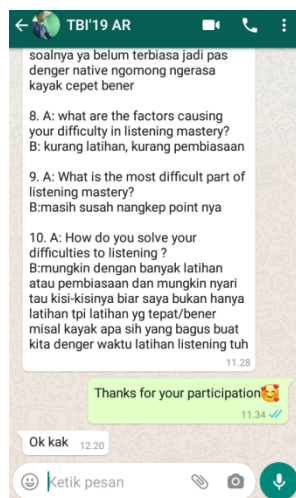 TBI'19 AR
soalnya ya belum terbiasa jadi pas
denger native ngomong ngerasa
kayak cepet bener
8. A: what are the factors causing
your difficulty in listening mastery?
B: kurang latihan, kurang pembiasaan
9. A: What is the most difficult part of
listening mastery?
B:masih susah nangkep point nya
10. A: How do you solve your
difficulties to listening ?
B:mungkin dengan banyak latihan
atau pembiasaan dan mungkin nyari
tau kisi-kisinya biar saya bukan hanya
latihan tpi latihan yg tepat/bener
misal kayak apa sih yang bagus buat
kita denger waktu latihan listening tuh
11.28
Thanks for your participation🥰
11.34
Ok kak 12.20
Ketik pesan